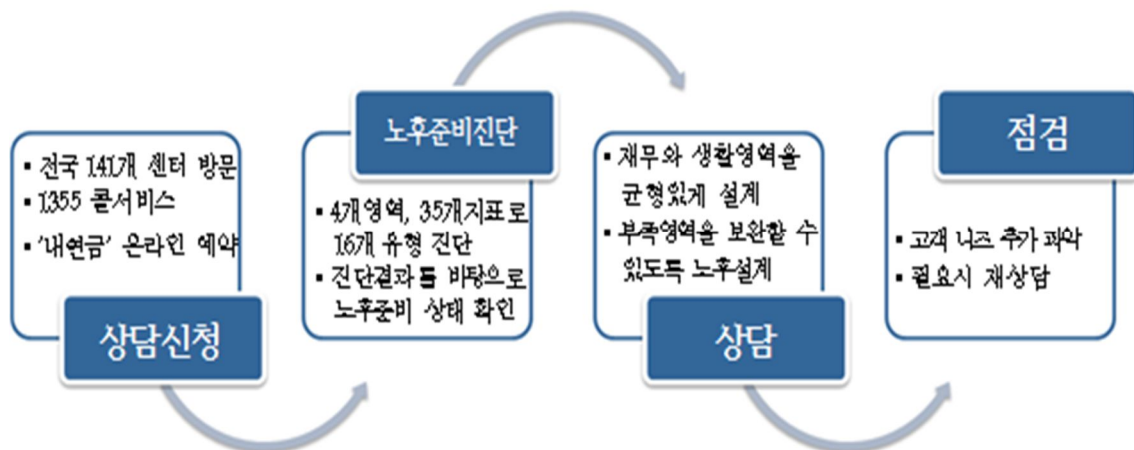 ▪ 전국 141개 센터 방문
▪ 1355 콜서비스
▪ '내연금' 온라인 예약
상담신청
노후준비진단
▪ 4개영역, 35개지표로
16개 유형 진단
▪ 진단결과를 바탕으로
노후준비 상태 확인
▪ 재무와 생활영역을
균형있게 설계
▪ 부족영역을 보완할 수
있도록 노후설계
상담
점검
▪ 고객 니즈 추가 파악
▪ 필요시 재상담